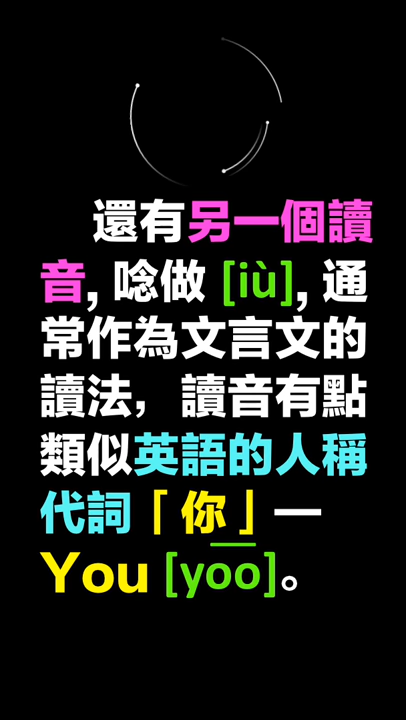 還有另一個讀
音, 唸做 [iù], 通
常作為文言文的
讀法，讀音有點
類似英語的人稱
代詞「你」—
You [yoo]。